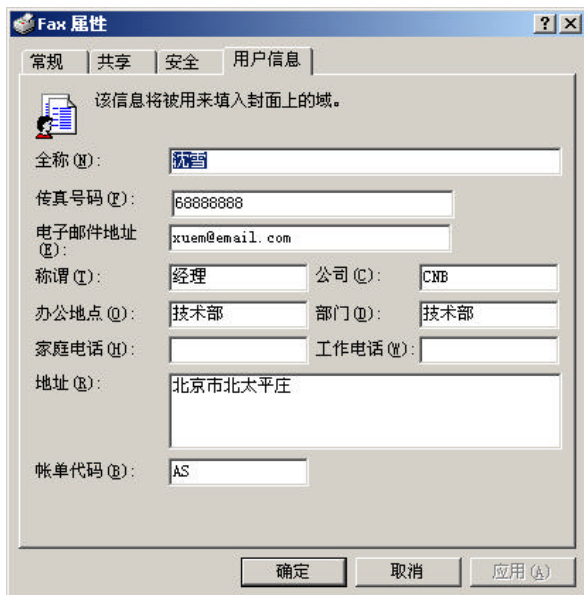 Fax 属性
常规 共享 安全 用户信息
该信息将被用来填入封面上的域。
全称(N): 沈雪
传真号码(F): 68888888
电子邮件地址(E): xuem@email.com
称谓(T): 经理 公司(C): CNB
办公地点(O): 技术部 部门(D): 技术部
家庭电话(H): 工作电话(W):
地址(R): 北京市北太平庄
帐单代码(B): AS
确定 取消 应用(A)